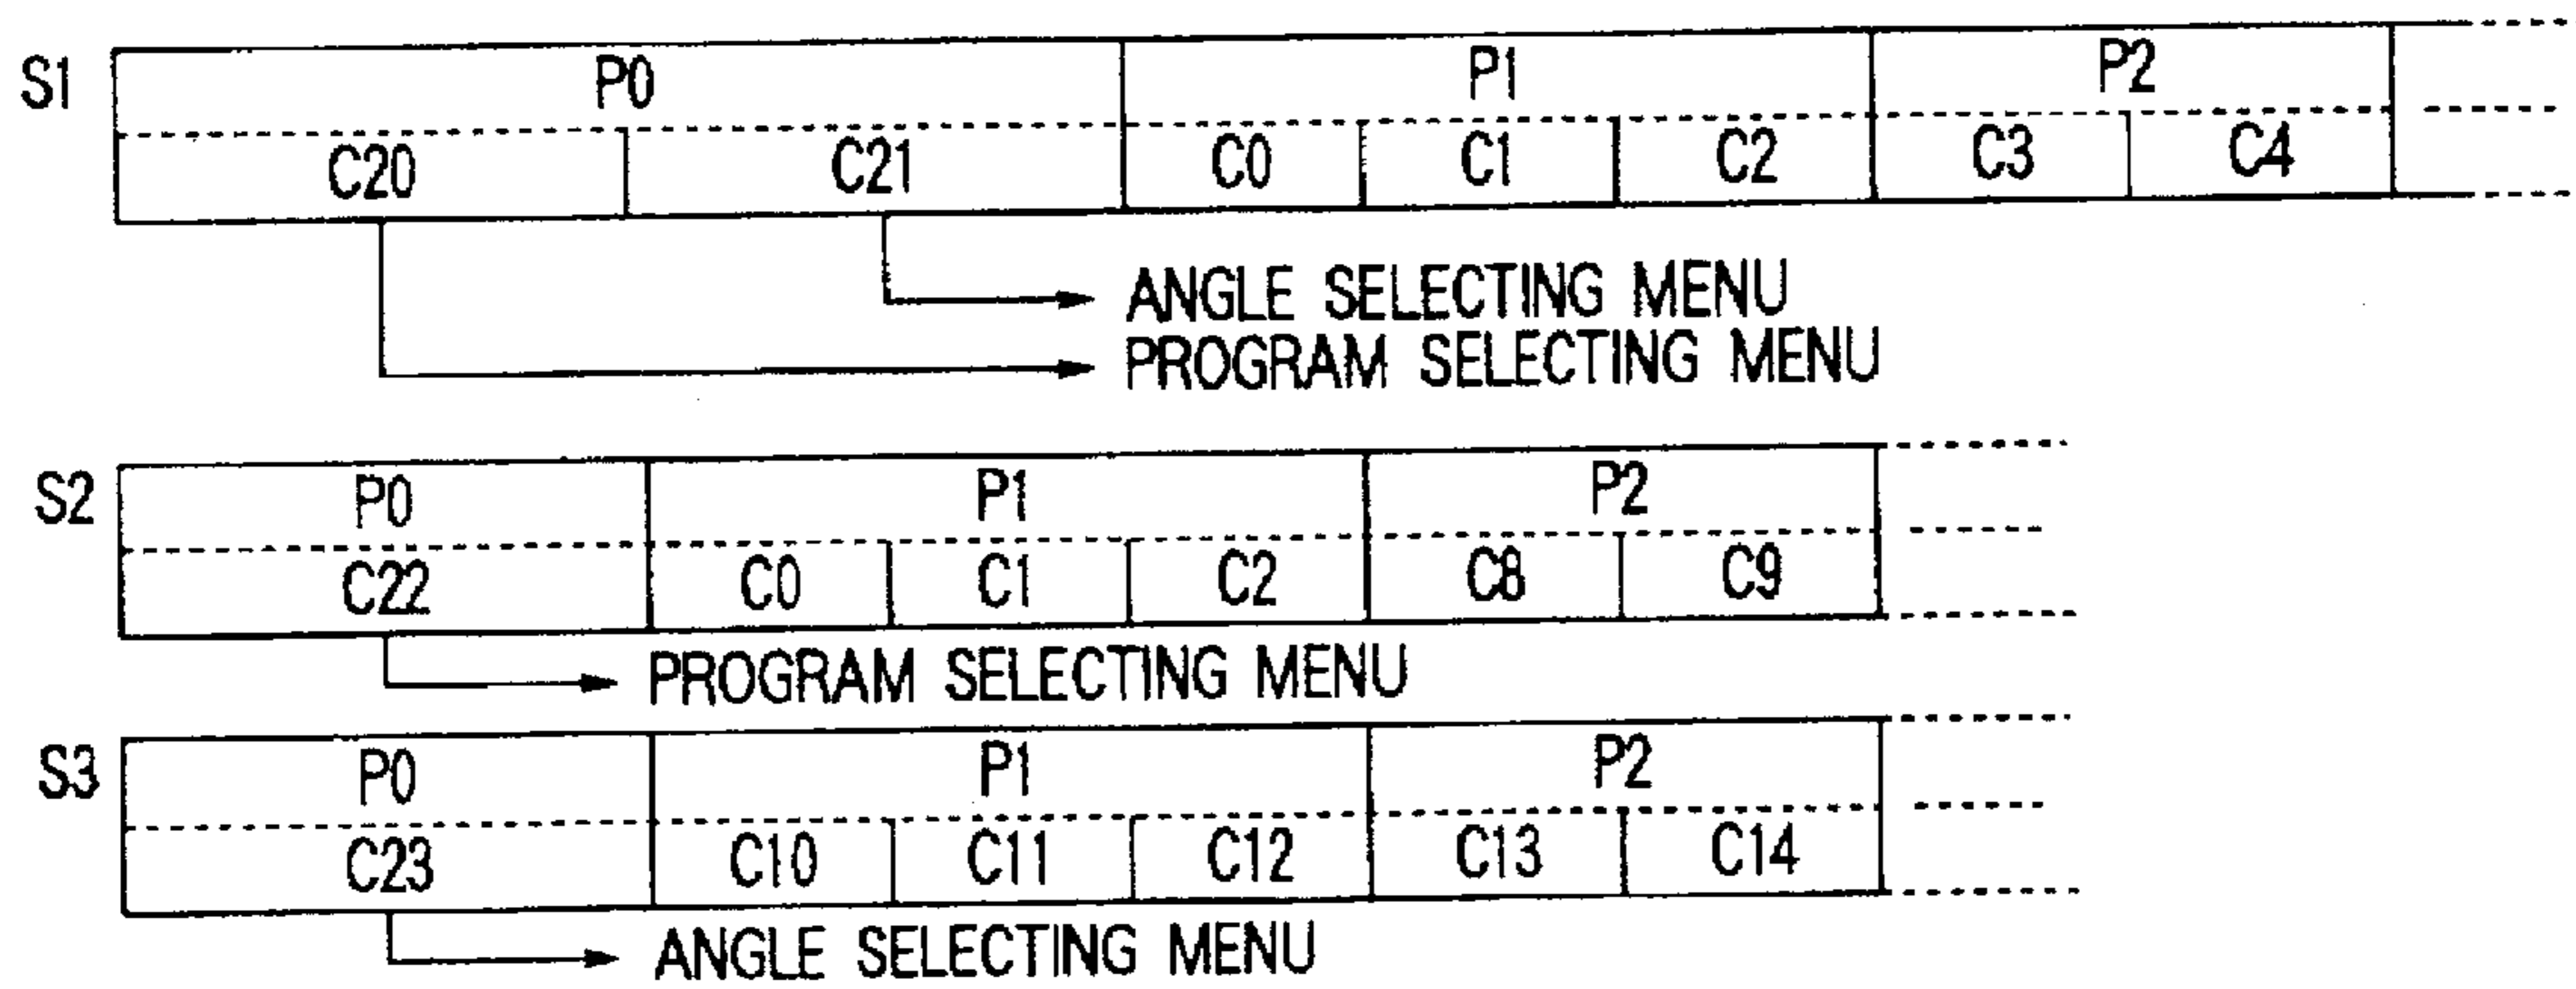 S1 P0 P1 P2
C20 C21 C0 C1 C2 C3 C4
ANGLE SELECTING MENU
PROGRAM SELECTING MENU
S2 P0 P1 P2
C22 C0 C1 C2 C8 C9
PROGRAM SELECTING MENU
S3 P0 P1 P2
C23 C10 C11 C12 C13 C14
ANGLE SELECTING MENU